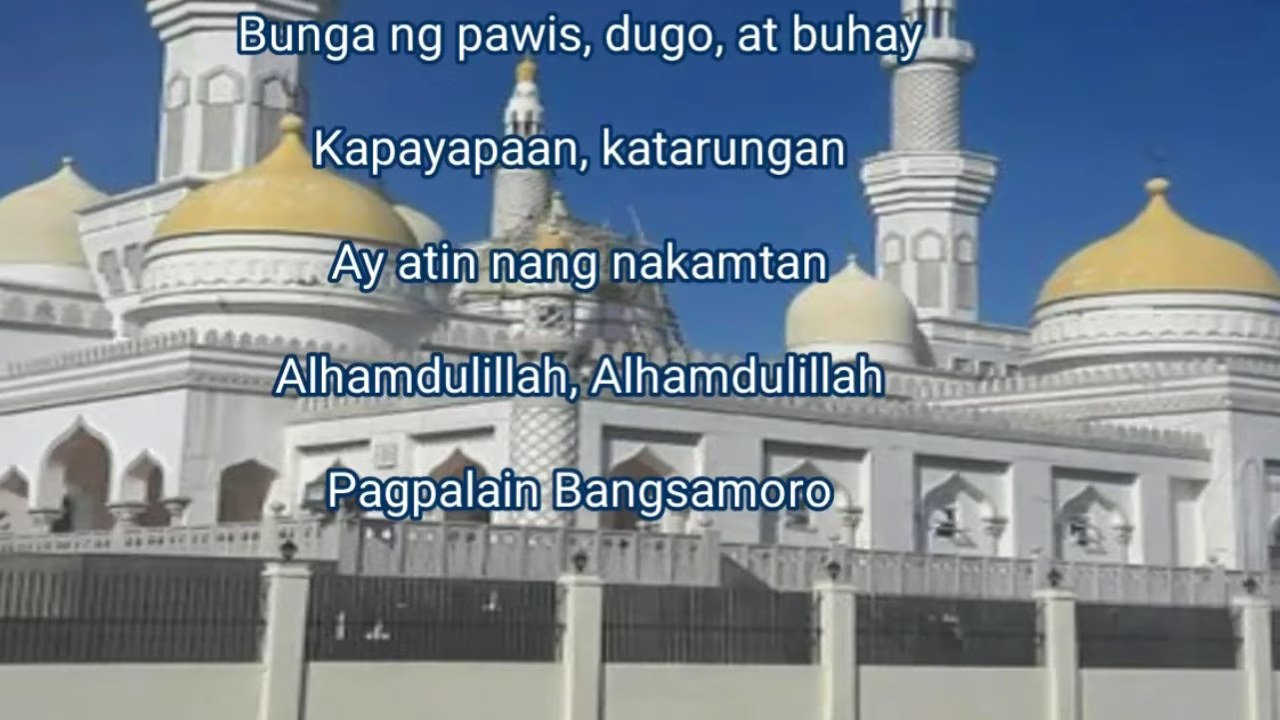 Bunga ng pawis, dugo, at buhay
Kapayapaan, katarungan
Ay atin nang nakamtan
Alhamdulillah, Alhamdulillah
Pagpalain Bangsamoro